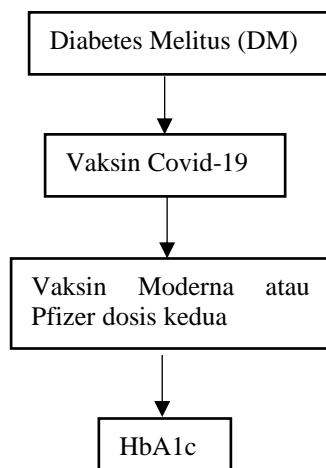 Diabetes Melitus (DM)
Vaksin Covid-19
Vaksin Moderna atau
Pfizer dosis kedua
HbA1c